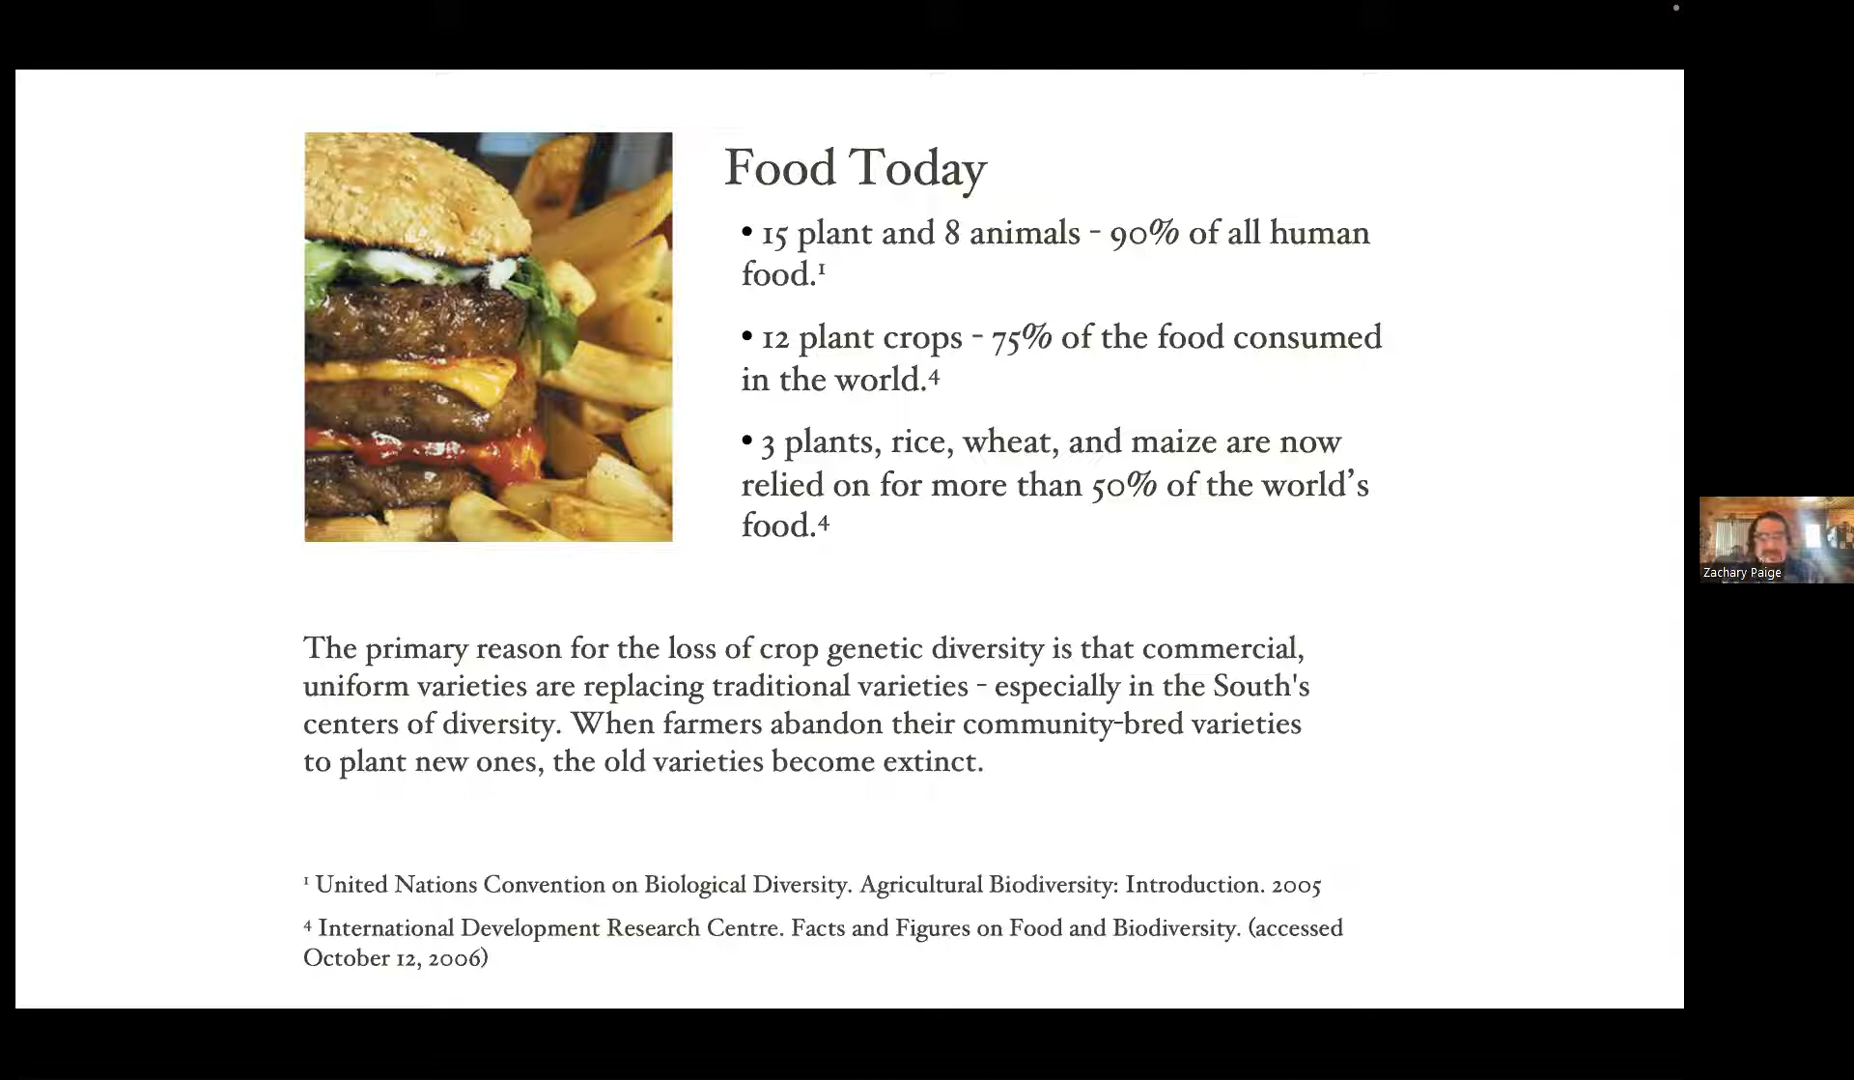 Food Today
• 15 plant and 8 animals - 90% of all human
food.¹
• 12 plant crops - 75% of the food consumed
in the world.⁴
• 3 plants, rice, wheat, and maize are now
relied on for more than 50% of the world’s
food.⁴
The primary reason for the loss of crop genetic diversity is that commercial,
uniform varieties are replacing traditional varieties - especially in the South's
centers of diversity. When farmers abandon their community-bred varieties
to plant new ones, the old varieties become extinct.
¹ United Nations Convention on Biological Diversity. Agricultural Biodiversity: Introduction. 2005
⁴ International Development Research Centre. Facts and Figures on Food and Biodiversity. (accessed
October 12, 2006)
Zachary Paige